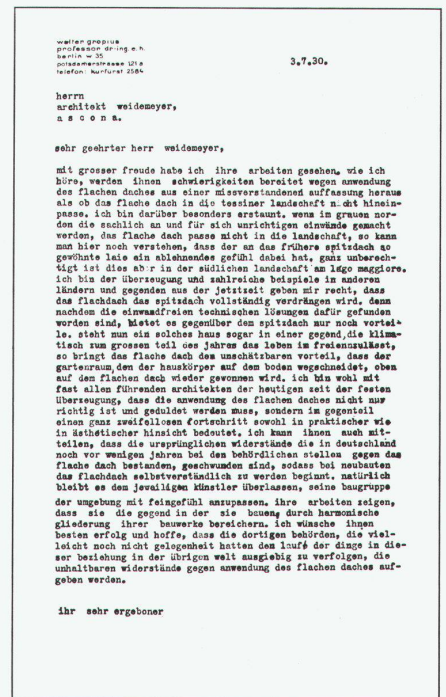 walter gropius
professor dr-ing. e. h.
berlin w 35
potsdamerstrasse 121a
telefon: kurfürst 2584
3.7.30.
herrn
architekt weidemeyer,
ascona.
sehr geehrter herr weidemeyer,
mit grosser freude habe ich ihre arbeiten gesehen. wie ich
höre, werden ihnen schwierigkeiten bereitet wegen anwendung
des flachen daches aus einer missverstandenen auffassung heraus
als ob das flache dach in die tessiner landschaft nicht hinein-
passe. ich bin darüber besonders erstaunt. wenn im grauen nor-
den die sachlich an und für sich unrichtigen einwände gemacht
werden, das flache dach passe nicht in die landschaft, so kann
man hier noch verstehen, dass der an das frühere spitzdach so
gewöhnte laie ein ablehnendes gefühl dabei hat. ganz unberech-
tigt ist dies aber in der südlichen landschaft am lago maggiore.
ich bin der überzeugung und zahlreiche beispiele in anderen
ländern und gegenden aus der jetztzeit geben mir recht, dass
das flachdach das spitzdach vollständig verdrängen wird. denn
nachdem die einwandfreien technischen lösungen dafür gefunden
worden sind, bietet es gegenüber dem spitzdach nur noch vortei-
le. steht nun ein solches haus sogar in einer gegend, die klima-
tisch zum grossen teil des jahres das leben im freien zulässt,
so bringt das flache dach den unschätzbaren vorteil, dass der
gartenraum, den der hauskörper auf dem boden wegschneidet, oben
auf dem flachen dach wieder gewonnen wird. ich bin wohl mit
fast allen führenden architekten der heutigen zeit der festen
überzeugung, dass die anwendung des flachen daches nicht nur
richtig ist und geduldet werden muss, sondern im gegenteil
einen ganz zweifellosen fortschritt sowohl in praktischer wie
in ästhetischer hinsicht bedeutet. ich kann ihnen auch mit-
teilen, dass die ursprünglichen widerstände die in deutschland
noch vor wenigen jahren bei den behördlichen stellen gegen das
flache dach bestanden, geschwunden sind, sodass bei neubauten
das flachdach selbstverständlich zu werden beginnt. natürlich
bleibt es dem jeweiligen künstler überlassen, seine baugruppe
der umgebung mit feingefühl anzupassen. ihre arbeiten zeigen,
dass sie die gegend in der sie bauen, durch harmonische
gliederung ihrer bauwerke bereichern. ich wünsche ihnen
besten erfolg und hoffe, dass die dortigen behörden, die viel-
leicht noch nicht gelegenheit hatten dem laufe der dinge in die-
ser beziehung in der übrigen welt ausgiebig zu verfolgen, die
unhaltbaren widerstände gegen anwendung des flachen daches auf-
geben werden.
ihr sehr ergebener